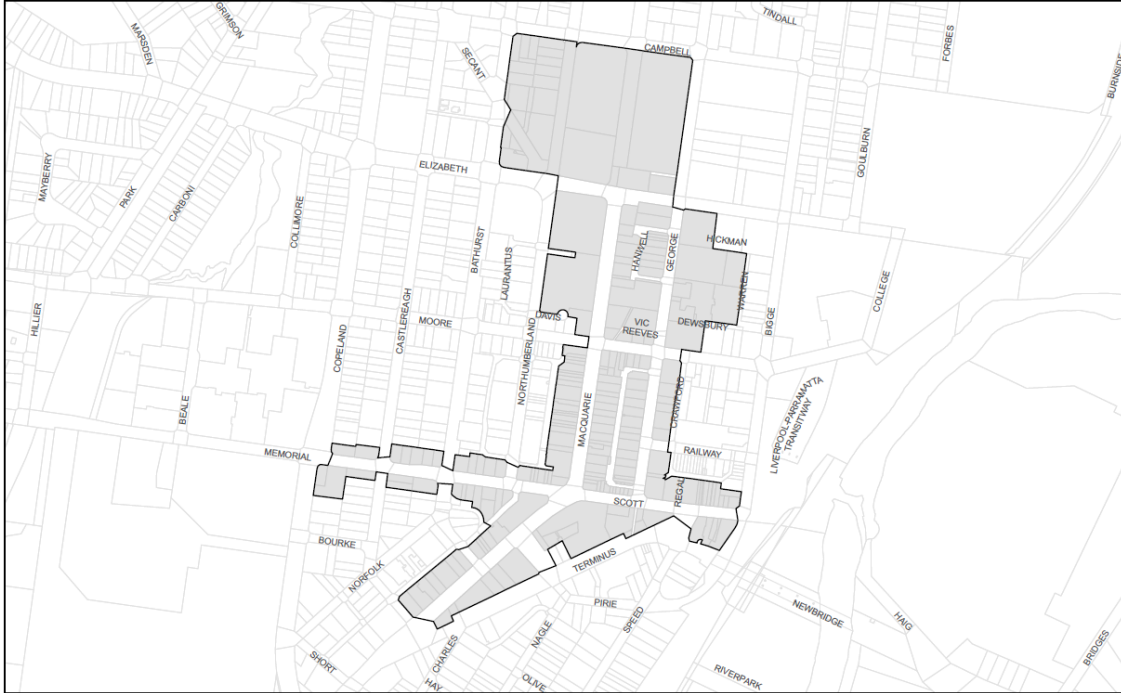 GRIMSON
MARSDEN
TINDALL
FORBES
CAMPBELL
SECANT
BURNSIDE
GOULBURN
ELIZABETH
MAYBERRY
PARK
CARBONI
COLLIMORE
BATHURST
LAURANTUS
HANWELL
GEORGE
HICKMAN
WARREN
COLLEGE
HILLIER
COPELAND
CASTLEREAGH
MOORE
NORTHUMBERLAND
DAVIS
VIC
REEVES
DEWSBURY
BIGGE
BEALE
MACQUARIE
CRAWFORD
LIVERPOOL-PARRAMATTA
TRANSITWAY
MEMORIAL
RAILWAY
SCOTT
REGAL
BOURKE
NORFOLK
TERMINUS
PIRIE
SPEED
NEWBRIDGE
HAIG
SHORT
CHARLES
NAGLE
HAY
OLIVE
RIVERPARK
BRIDGES